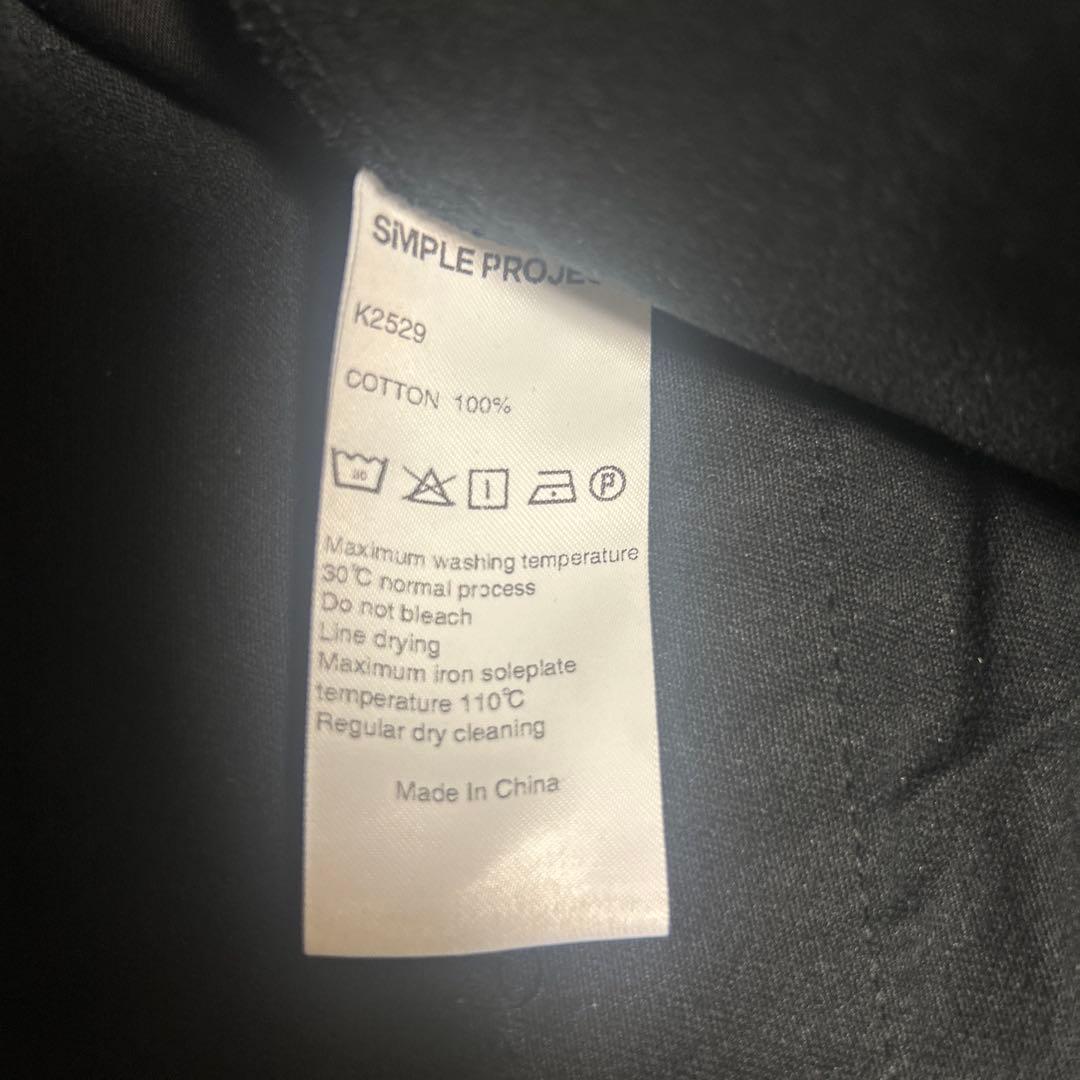 SiMPLE PROJE
K2529
COTTON 100%
30
P
Maximum washing temperature
30℃ normal process
Do not bleach
Line drying
Maximum iron soleplate
temperature 110℃
Regular dry cleaning
Made In China